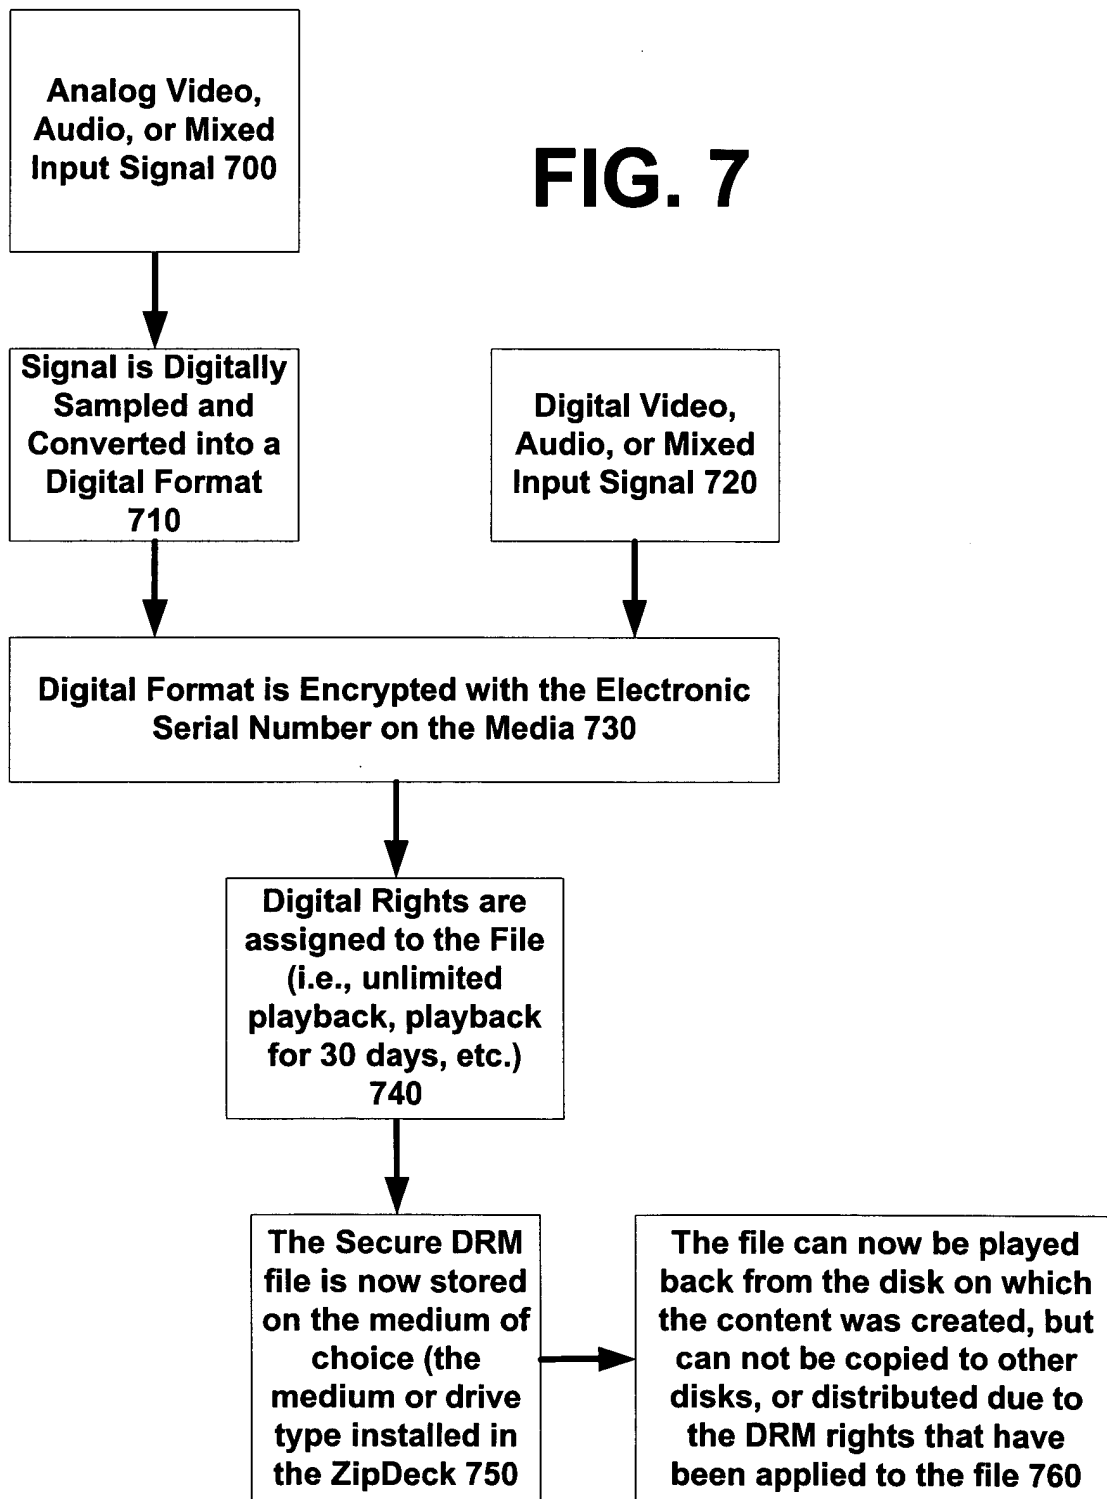 Analog Video,
Audio, or Mixed
Input Signal 700
FIG. 7
Signal is Digitally
Sampled and
Converted into a
Digital Format
710
Digital Video,
Audio, or Mixed
Input Signal 720
Digital Format is Encrypted with the Electronic
Serial Number on the Media 730
Digital Rights are
assigned to the File
(i.e., unlimited
playback, playback
for 30 days, etc.)
740
The Secure DRM
file is now stored
on the medium of
choice (the
medium or drive
type installed in
the ZipDeck 750
The file can now be played
back from the disk on which
the content was created, but
can not be copied to other
disks, or distributed due to
the DRM rights that have
been applied to the file 760